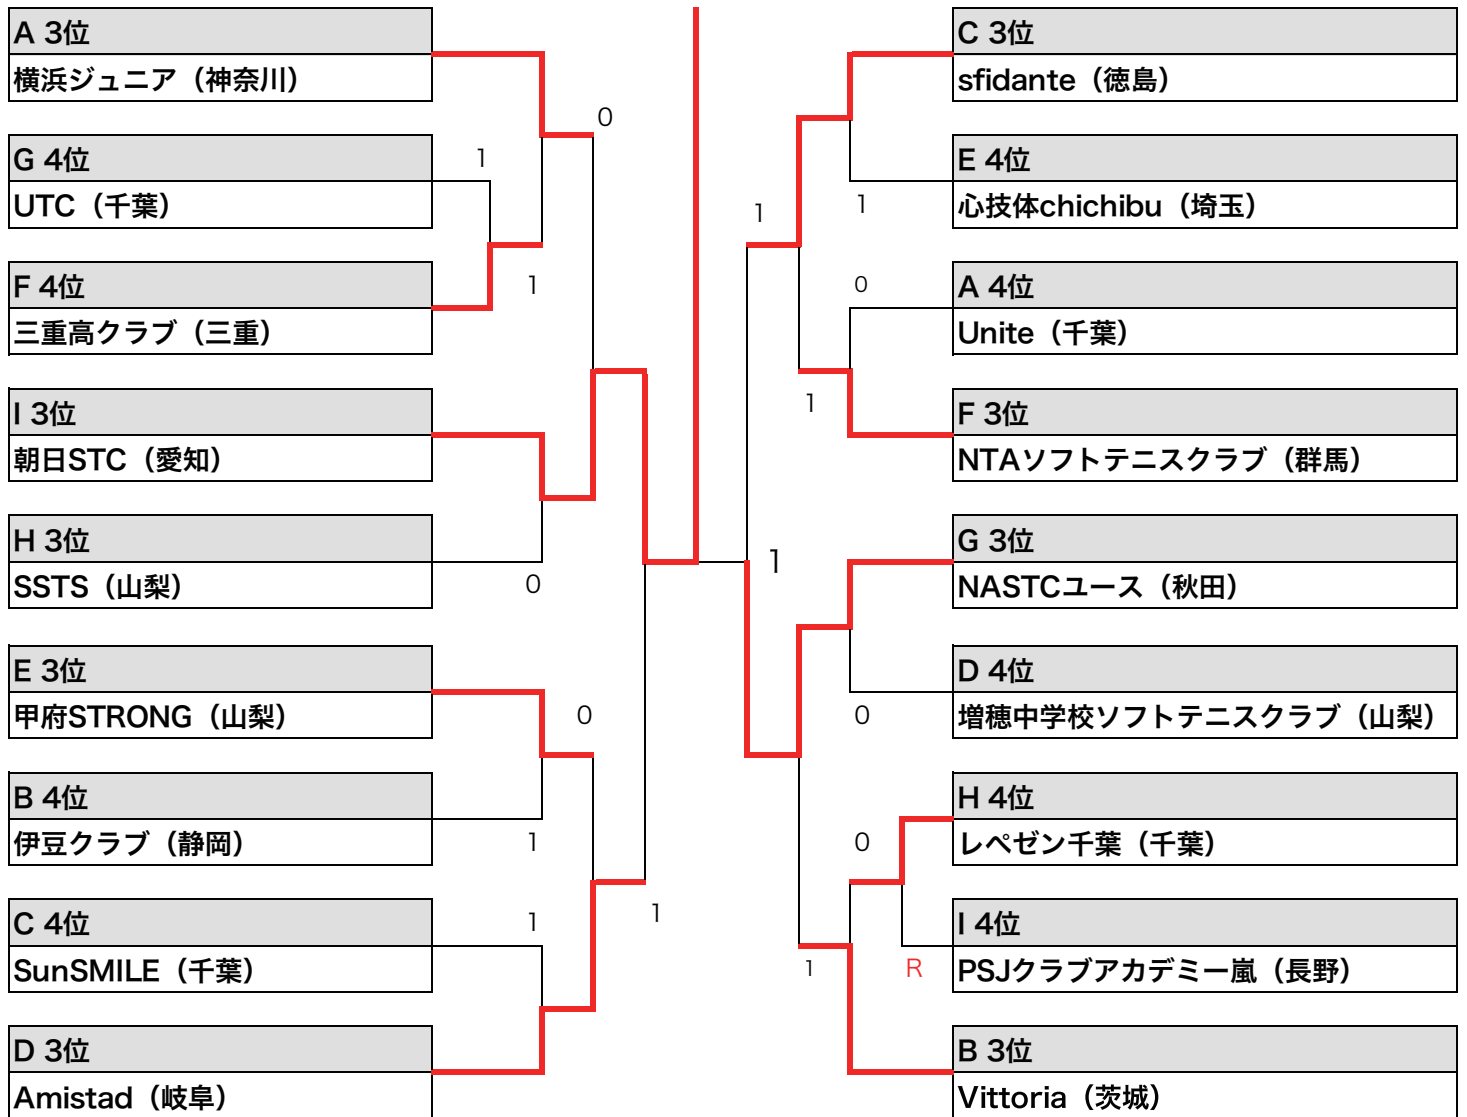 A 3位
横浜ジュニア（神奈川）
0
G 4位
1
UTC（千葉）
F 4位
1
三重高クラブ（三重）
I 3位
朝日STC（愛知）
H 3位
SSTS（山梨）
0
E 3位
甲府STRONG（山梨）
0
B 4位
伊豆クラブ（静岡）
1
C 4位
1
SunSMILE（千葉）
1
D 3位
Amistad（岐阜）
C 3位
sfidante（徳島）
E 4位
心技体chichibu（埼玉）
1
1
0
A 4位
Unite（千葉）
1
F 3位
NTAソフトテニスクラブ（群馬）
1
G 3位
NASTCユース（秋田）
D 4位
0
増穂中学校ソフトテニスクラブ（山梨）
H 4位
0
レペゼン千葉（千葉）
I 4位
1
R
PSJクラブアカデミー嵐（長野）
B 3位
Vittoria（茨城）